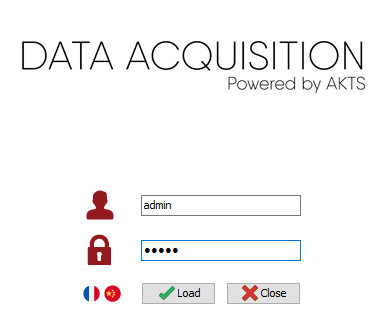 DATA ACQUISITION
Powered by AKTS
admin
•••••
Load
Close